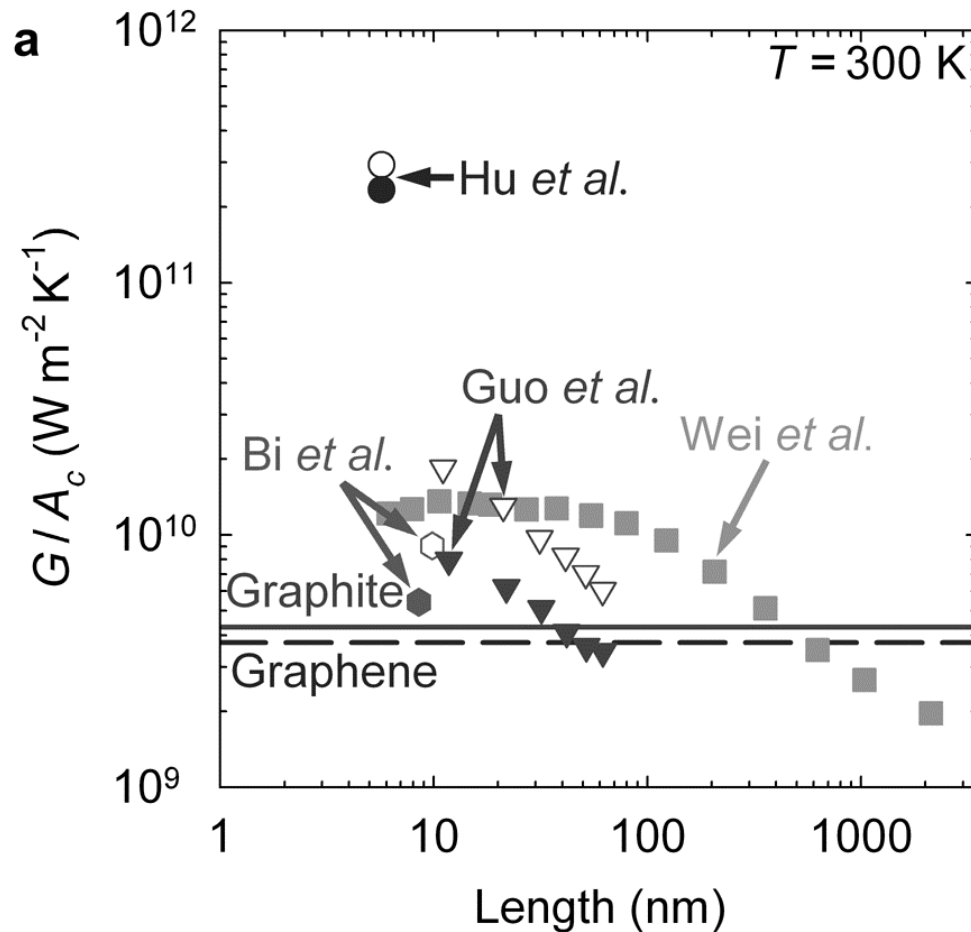 a
T = 300 K
10¹²
10¹¹
10¹⁰
10⁹
G / A_c (W m⁻² K⁻¹)
Hu et al.
Guo et al.
Bi et al.
Wei et al.
Graphite
Graphene
1 10 100 1000
Length (nm)